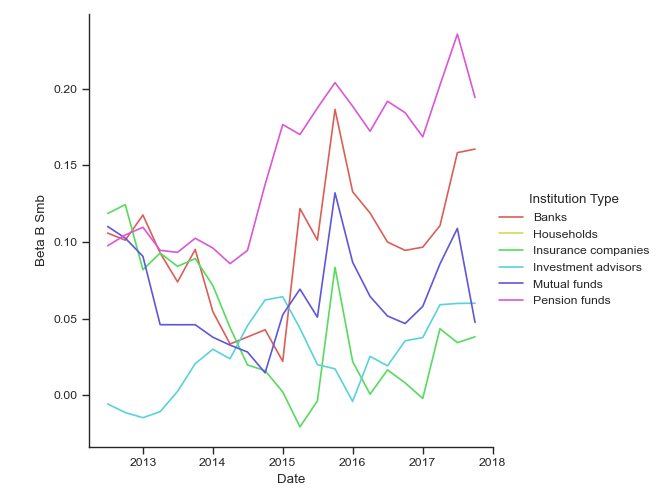 0.20
0.15
0.10
0.05
0.00
Beta B Smb
2013 2014 2015 2016 2017 2018
Date
Institution Type
Banks
Households
Insurance companies
Investment advisors
Mutual funds
Pension funds